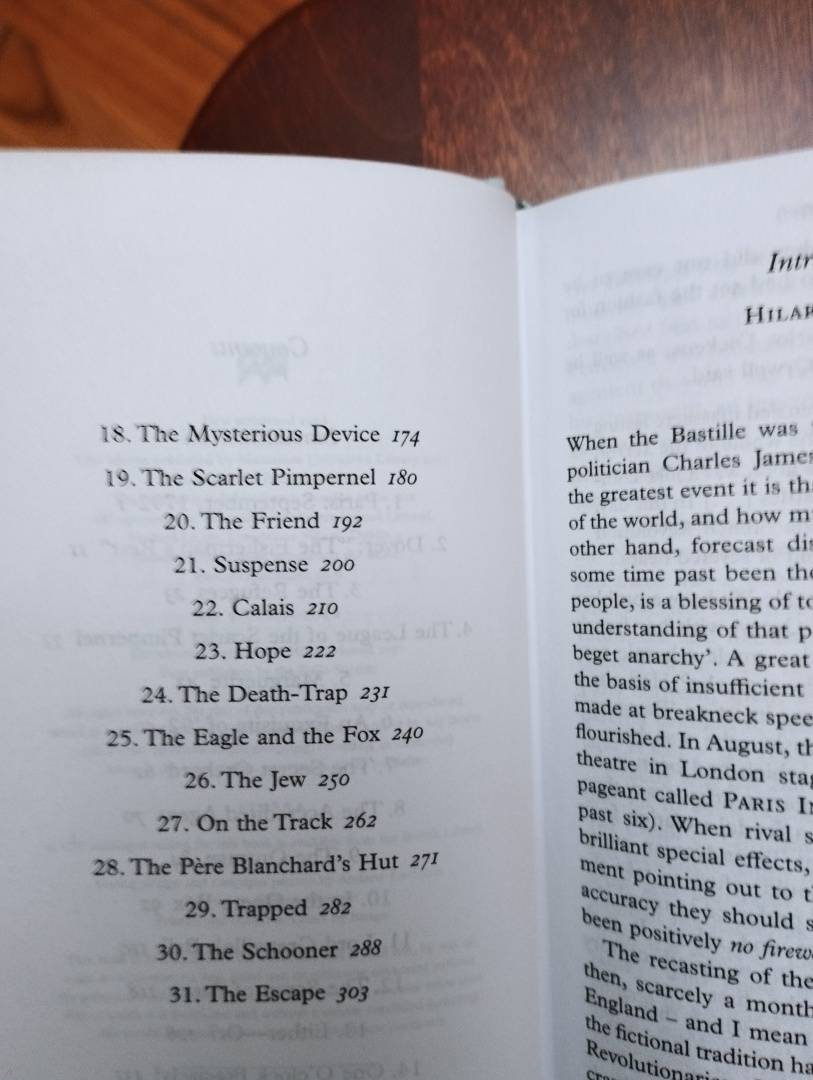 18. The Mysterious Device 174
19. The Scarlet Pimpernel 180
20. The Friend 192
21. Suspense 200
22. Calais 210
23. Hope 222
24. The Death-Trap 231
25. The Eagle and the Fox 240
26. The Jew 250
27. On the Track 262
28. The Père Blanchard's Hut 271
29. Trapped 282
30. The Schooner 288
31. The Escape 303
When the Bastille was
politician Charles
the greatest event it is
of the world, and how
other hand, forecast
some time past been
people, is a blessing of
understanding of that
beget anarchy'. A great
the basis of insufficient
made at breakneck
flourished. In August,
theatre in London
pageant called PARIS
past six). When rival
brilliant special effects,
ment pointing out to
accuracy they should
been positively no
The recasting of the
then, scarcely a month
England – and I mean
the fictional tradition